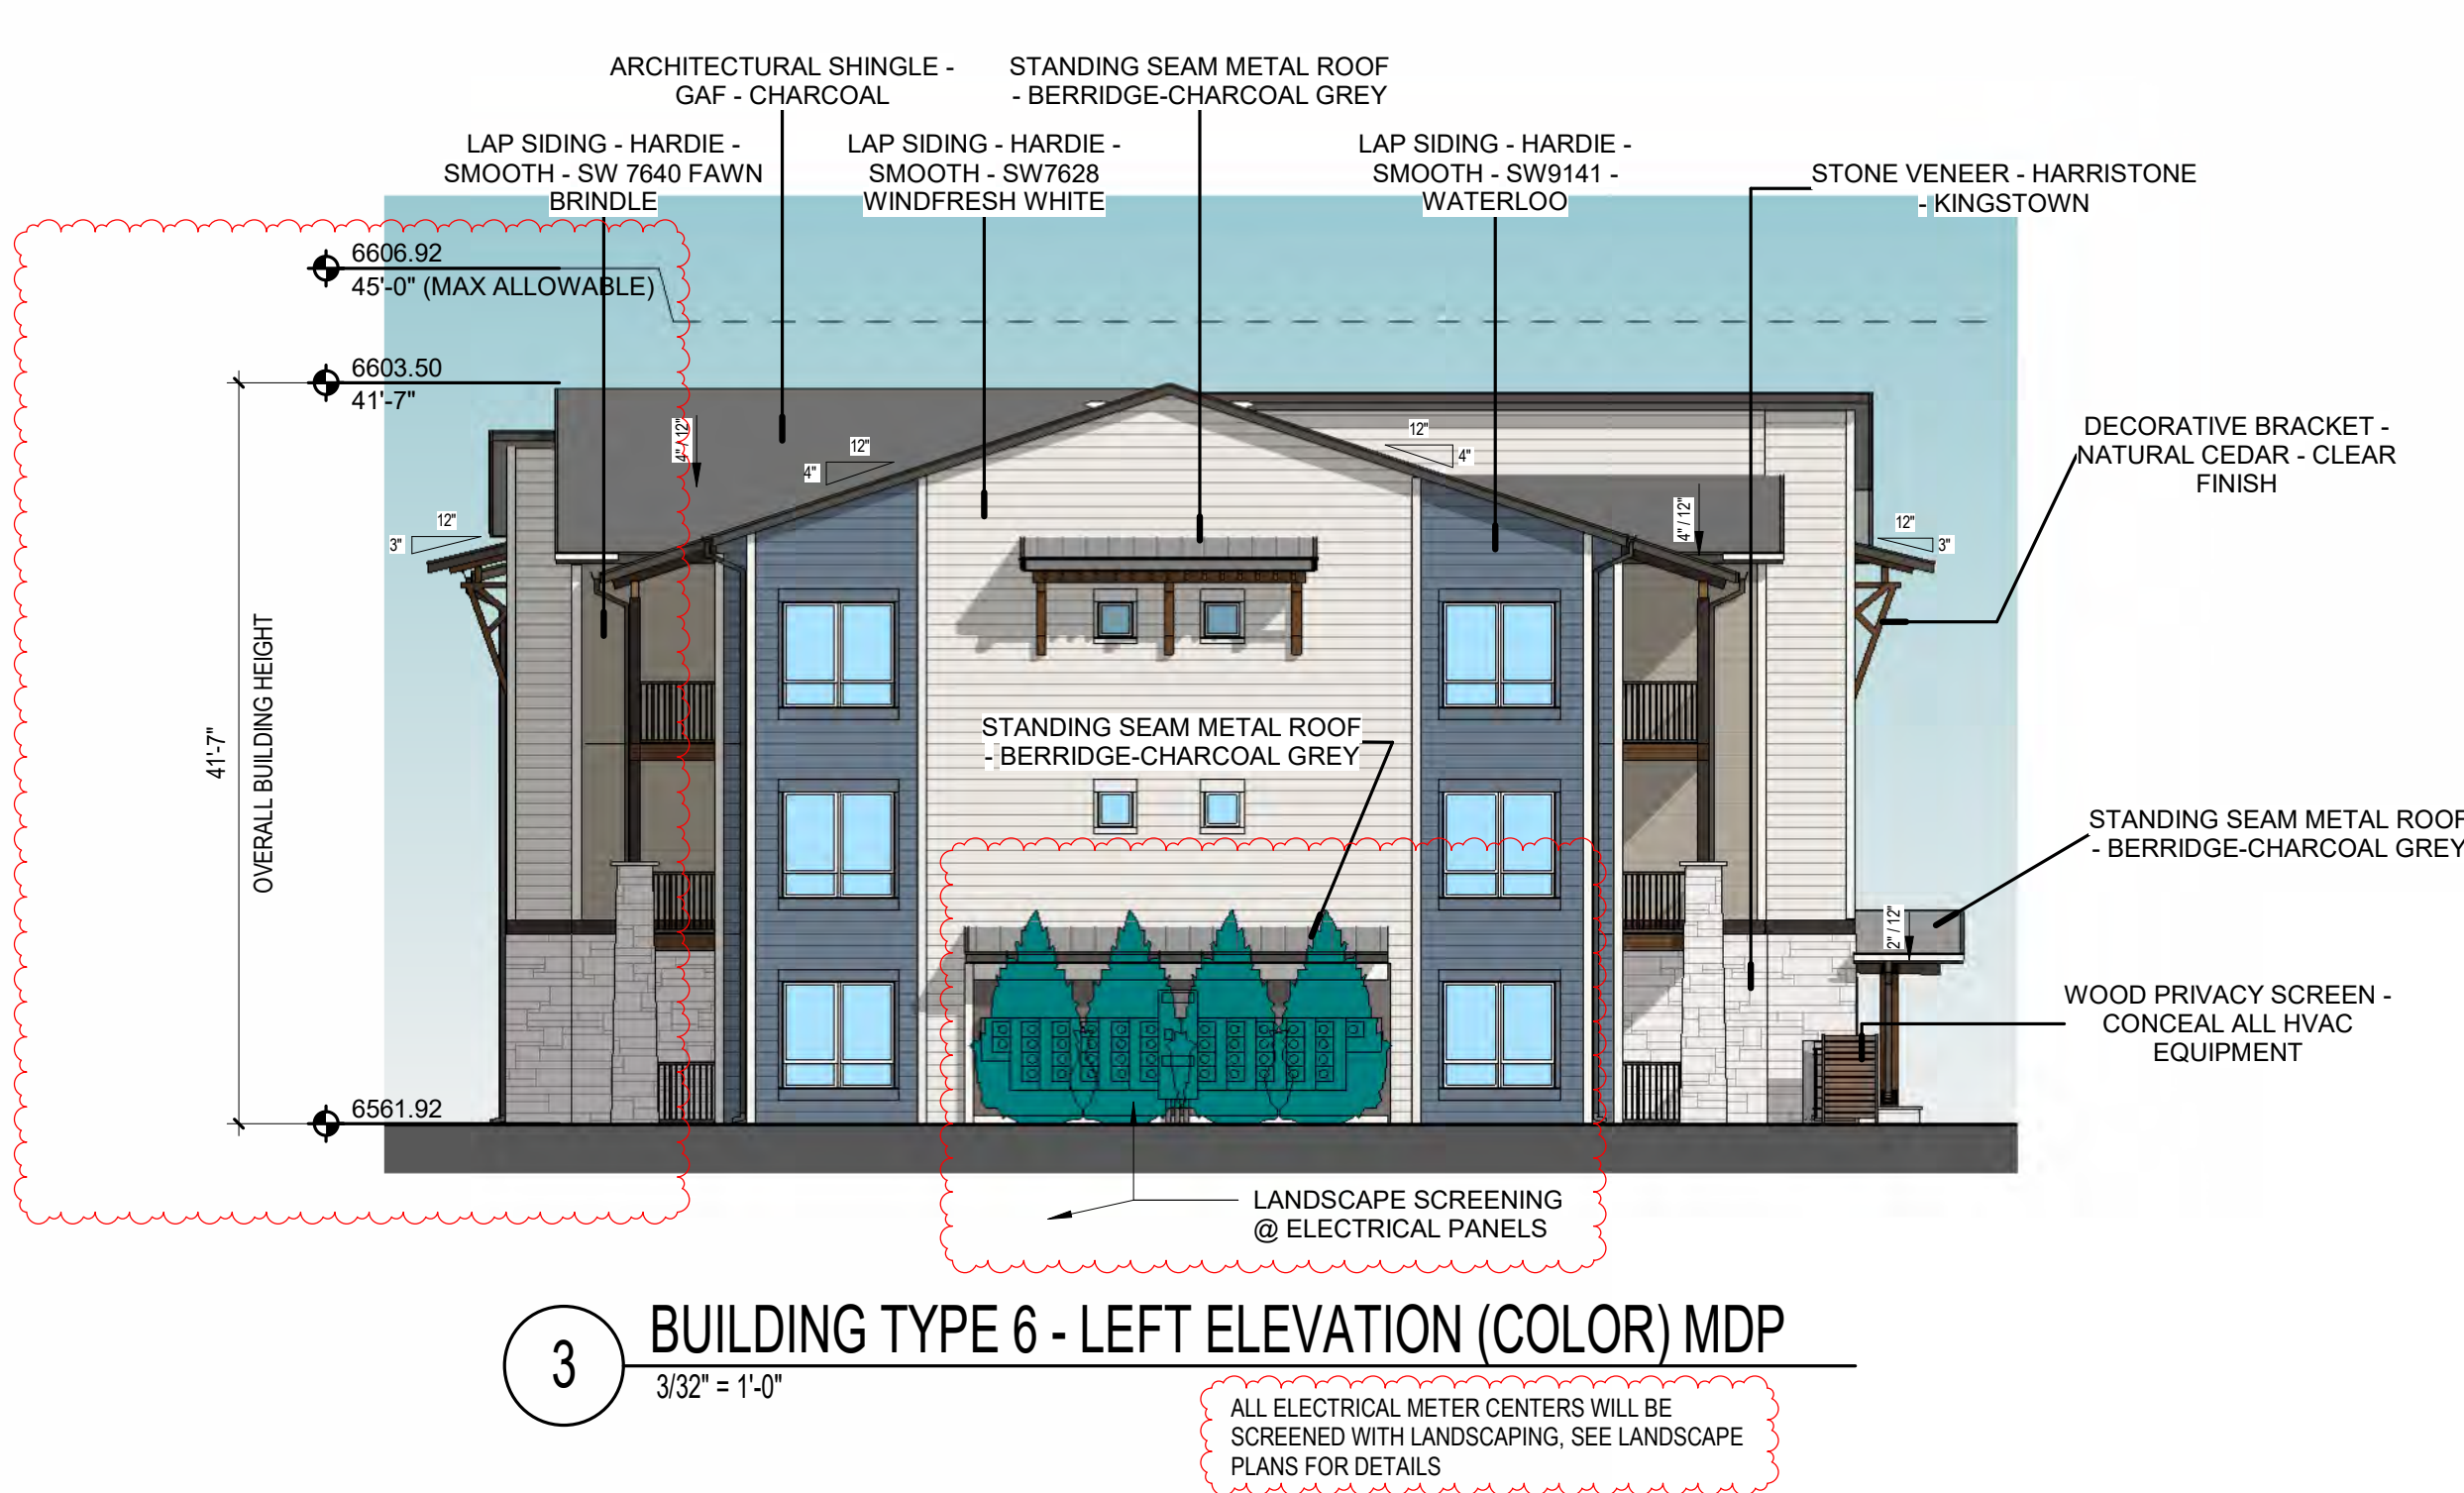 ARCHITECTURAL SHINGLE -
GAF - CHARCOAL
STANDING SEAM METAL ROOF
- BERRIDGE-CHARCOAL GREY
LAP SIDING - HARDIE -
SMOOTH - SW 7640 FAWN
BRINDLE
LAP SIDING - HARDIE -
SMOOTH - SW7628
WINDFRESH WHITE
LAP SIDING - HARDIE -
SMOOTH - SW9141 -
WATERLOO
STONE VENEER - HARRISTONE
- KINGSTOWN
6606.92
45'-0" (MAX ALLOWABLE)
6603.50
41'-7"
4" / 12"
12"
4"
12"
4"
12"
3"
4" / 12"
12"
3"
DECORATIVE BRACKET -
NATURAL CEDAR - CLEAR
FINISH
41'-7"
OVERALL BUILDING HEIGHT
STANDING SEAM METAL ROOF
- BERRIDGE-CHARCOAL GREY
STANDING SEAM METAL ROOF
- BERRIDGE-CHARCOAL GREY
2" / 12"
WOOD PRIVACY SCREEN -
CONCEAL ALL HVAC
EQUIPMENT
6561.92
LANDSCAPE SCREENING
@ ELECTRICAL PANELS
3
BUILDING TYPE 6 - LEFT ELEVATION (COLOR) MDP
3/32" = 1'-0"
ALL ELECTRICAL METER CENTERS WILL BE
SCREENED WITH LANDSCAPING, SEE LANDSCAPE
PLANS FOR DETAILS